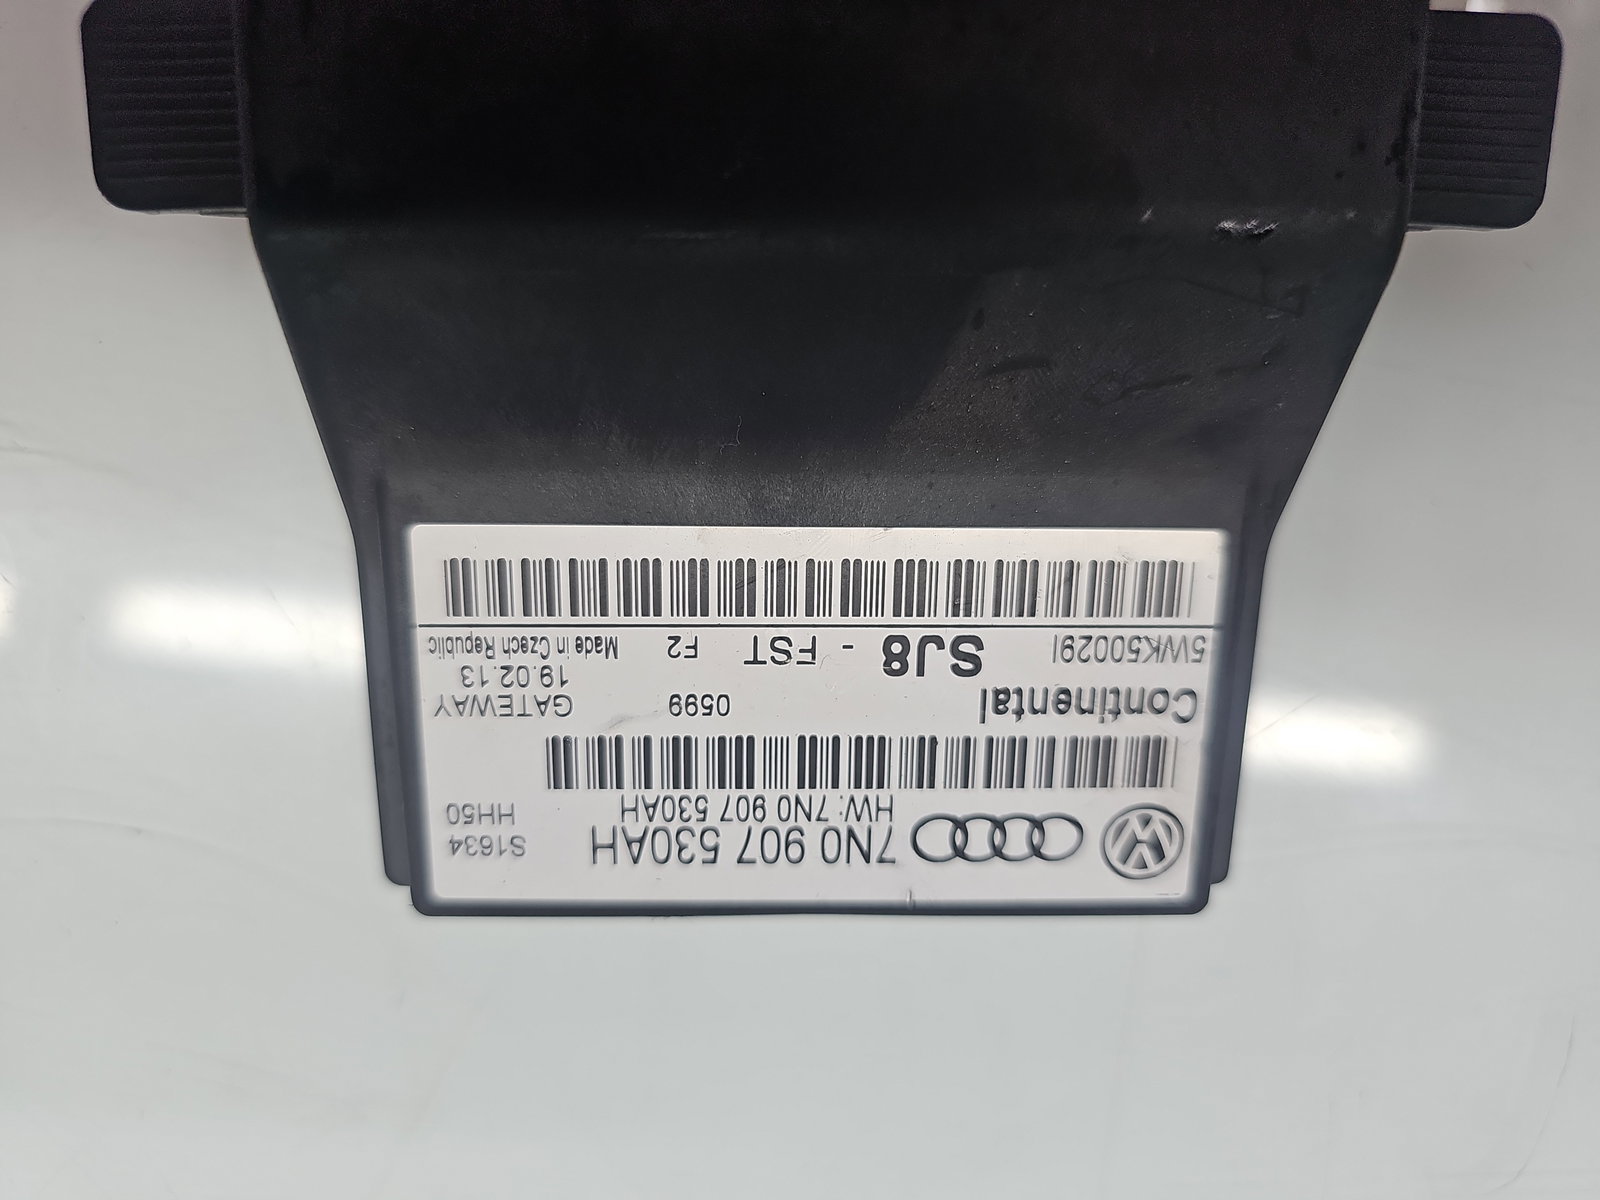 7N0 907 530AH S1634
HW: 7N0 907 530AH HH50
Continental 0599 GATEWAY
19.02.13
5WK50029I SJ8 - FST F2 Made in Czech Republic